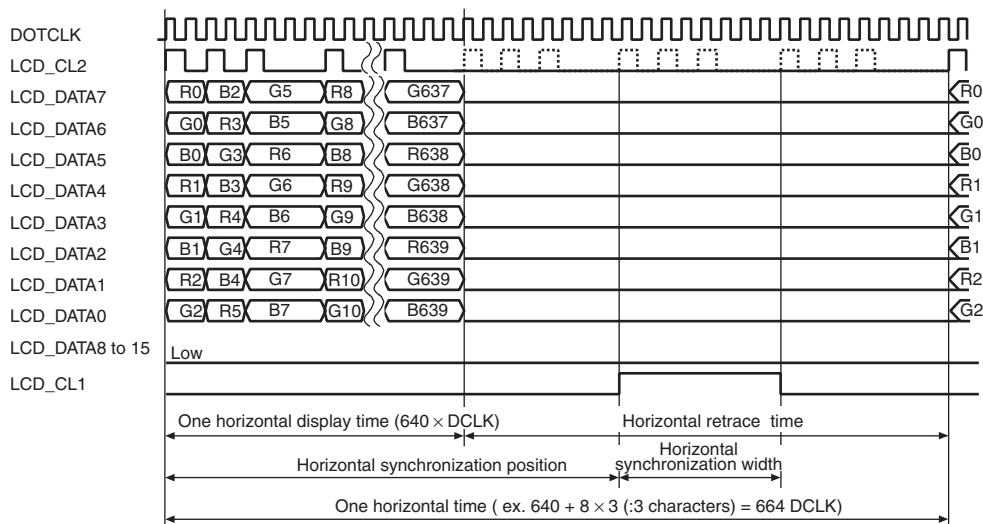 DOTCLK
LCD_CL2
LCD_DATA7 R0 B2 G5 R8 G637 R0
LCD_DATA6 G0 R3 B5 G8 B637 G0
LCD_DATA5 B0 G3 R6 B8 R638 B0
LCD_DATA4 R1 B3 G6 R9 G638 R1
LCD_DATA3 G1 R4 B6 G9 B638 G1
LCD_DATA2 B1 G4 R7 B9 R639 B1
LCD_DATA1 R2 B4 G7 R10 G639 R2
LCD_DATA0 G2 R5 B7 G10 B639 G2
LCD_DATA8 to 15 Low
LCD_CL1
One horizontal display time (640 × DCLK) Horizontal retrace time
Horizontal synchronization position Horizontal
synchronization width
One horizontal time ( ex. 640 + 8 × 3 (:3 characters) = 664 DCLK)